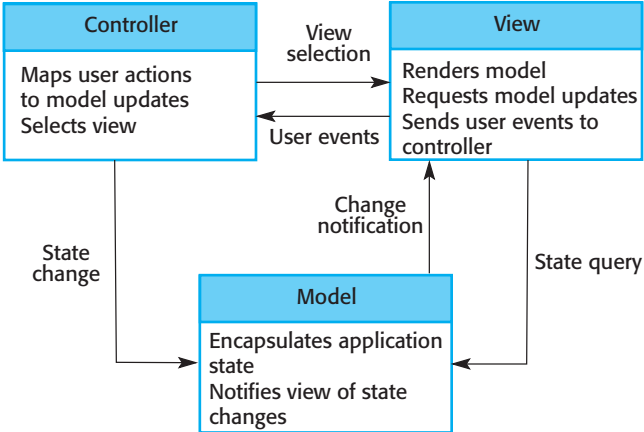 Controller
Maps user actions
to model updates
Selects view
View
selection
User events
View
Renders model
Requests model updates
Sends user events to
controller
State
change
Change
notification
State query
Model
Encapsulates application
state
Notifies view of state
changes